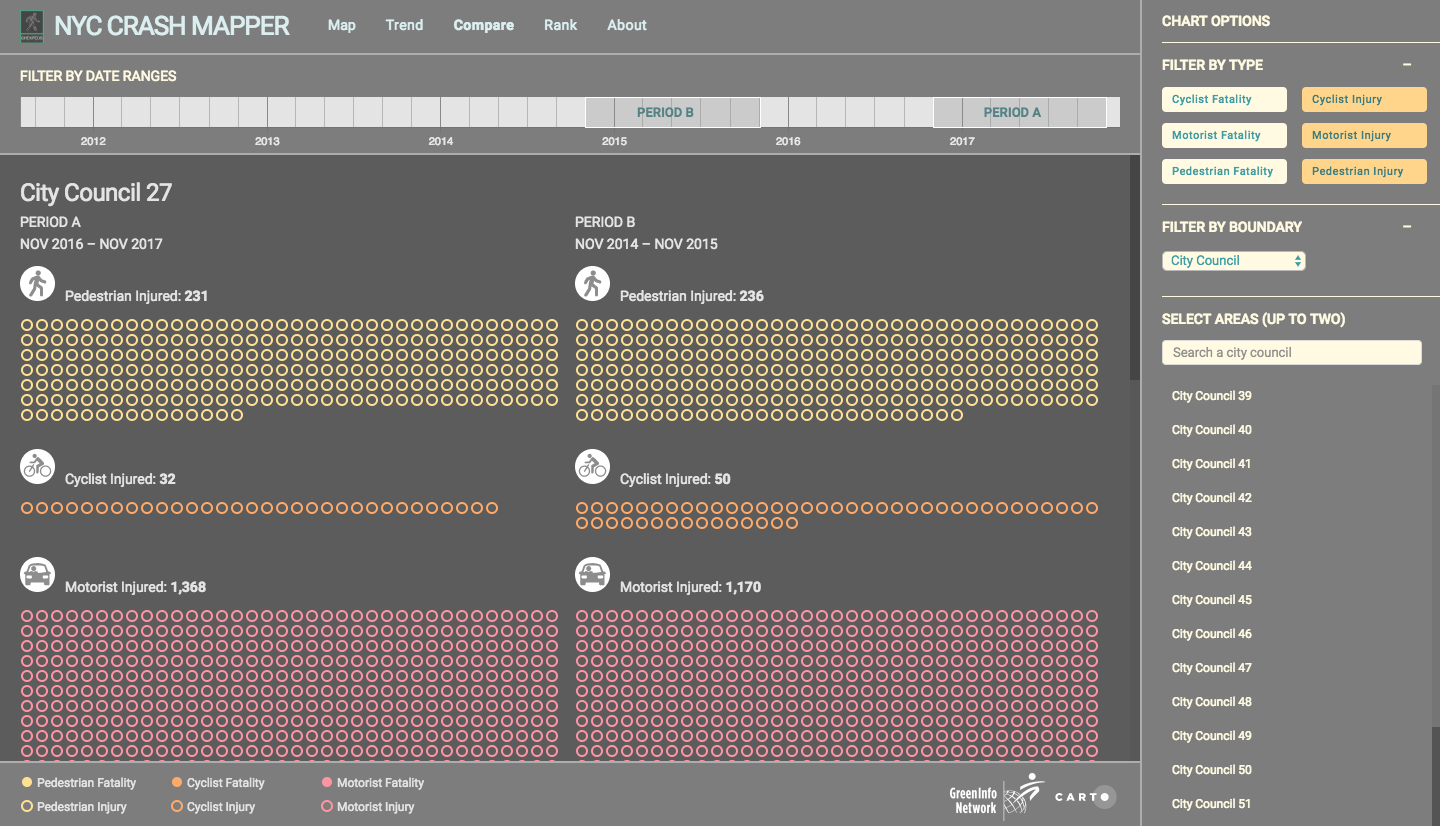 NYC CRASH MAPPER
Map Trend Compare Rank About
FILTER BY DATE RANGES
PERIOD B PERIOD A
2012 2013 2014 2015 2016 2017
City Council 27
PERIOD A
NOV 2016 – NOV 2017
Pedestrian Injured: 231
Cyclist Injured: 32
Motorist Injured: 1,368
PERIOD B
NOV 2014 – NOV 2015
Pedestrian Injured: 236
Cyclist Injured: 50
Motorist Injured: 1,170
Pedestrian Fatality Cyclist Fatality Motorist Fatality
Pedestrian Injury Cyclist Injury Motorist Injury
GreenInfo
Network
CARTO
CHART OPTIONS
FILTER BY TYPE –
Cyclist Fatality Cyclist Injury
Motorist Fatality Motorist Injury
Pedestrian Fatality Pedestrian Injury
FILTER BY BOUNDARY –
City Council
SELECT AREAS (UP TO TWO)
Search a city council
City Council 39
City Council 40
City Council 41
City Council 42
City Council 43
City Council 44
City Council 45
City Council 46
City Council 47
City Council 48
City Council 49
City Council 50
City Council 51